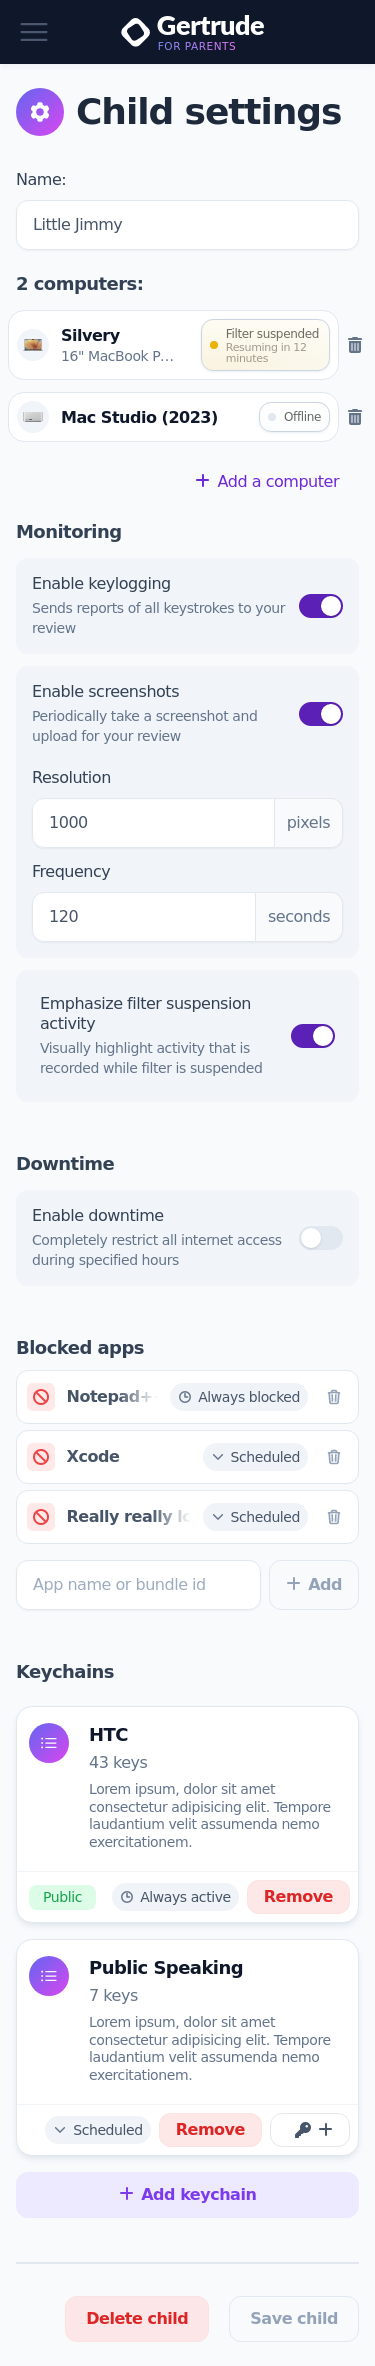 Gertrude
FOR PARENTS
Child settings
Name:
Little Jimmy
2 computers:
Silvery
16" MacBook P...
Filter suspended
Resuming in 12
minutes
Mac Studio (2023)
Offline
+ Add a computer
Monitoring
Enable keylogging
Sends reports of all keystrokes to your
review
Enable screenshots
Periodically take a screenshot and
upload for your review
Resolution
1000 pixels
Frequency
120 seconds
Emphasize filter suspension
activity
Visually highlight activity that is
recorded while filter is suspended
Downtime
Enable downtime
Completely restrict all internet access
during specified hours
Blocked apps
Notepad+ Always blocked
Xcode Scheduled
Really really lo Scheduled
App name or bundle id + Add
Keychains
HTC
43 keys
Lorem ipsum, dolor sit amet
consectetur adipisicing elit. Tempore
laudantium velit assumenda nemo
exercitationem.
Public Always active Remove
Public Speaking
7 keys
Lorem ipsum, dolor sit amet
consectetur adipisicing elit. Tempore
laudantium velit assumenda nemo
exercitationem.
Scheduled Remove +
+ Add keychain
Delete child Save child